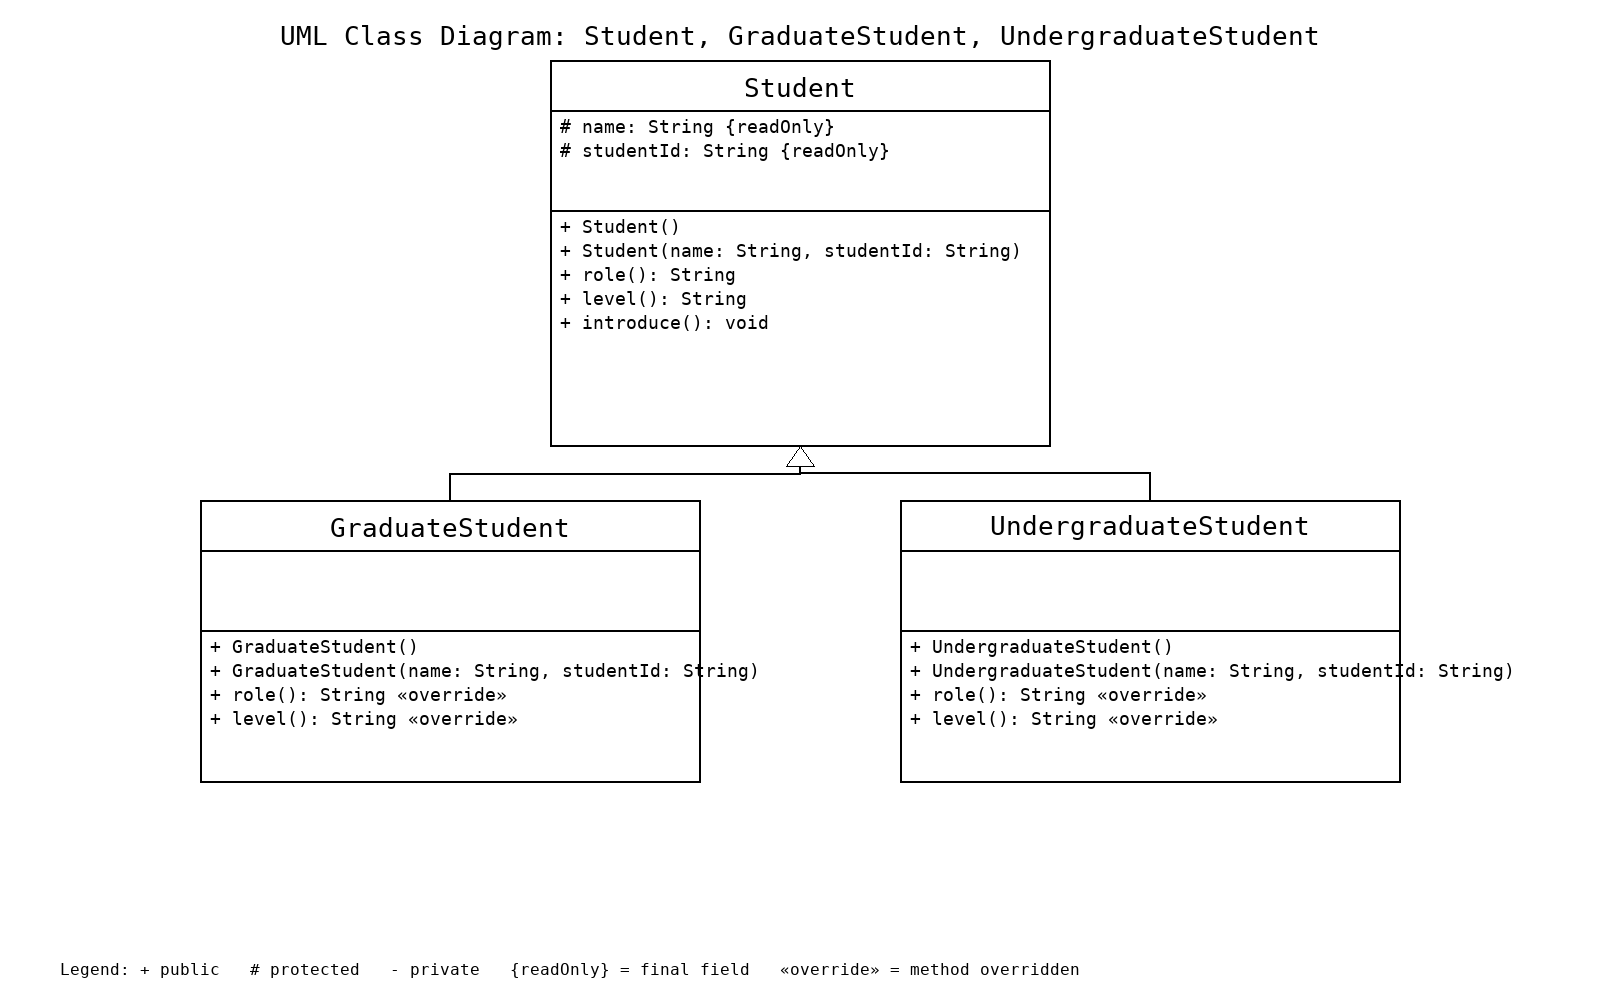 UML Class Diagram: Student, GraduateStudent, UndergraduateStudent
Student
# name: String {readOnly}
# studentId: String {readOnly}
+ Student()
+ Student(name: String, studentId: String)
+ role(): String
+ level(): String
+ introduce(): void
GraduateStudent
+ GraduateStudent()
+ GraduateStudent(name: String, studentId: String)
+ role(): String «override»
+ level(): String «override»
UndergraduateStudent
+ UndergraduateStudent()
+ UndergraduateStudent(name: String, studentId: String)
+ role(): String «override»
+ level(): String «override»
Legend: + public # protected - private {readOnly} = final field «override» = method overridden